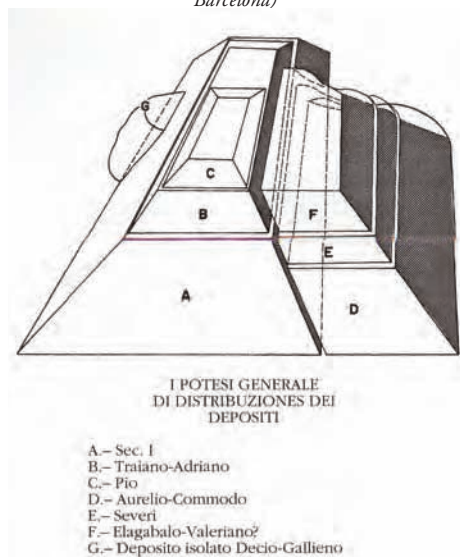 Barcelona)
G
C
B
F
E
A
D
I POTESI GENERALE
DI DISTRIBUZIONES DEI
DEPOSITI
A.– Sec. I
B.– Traiano-Adriano
C.– Pio
D.– Aurelio-Commodo
E.– Severi
F.– Elagabalo-Valeriano?
G.– Deposito isolato Decio-Gallieno